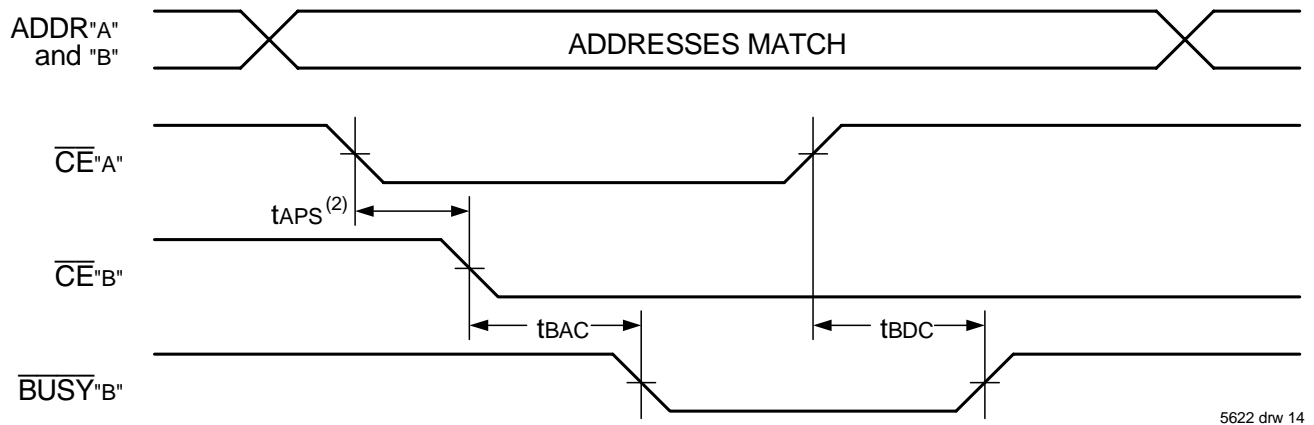 ADDR"A"
and "B"
ADDRESSES MATCH
CE"A"
tAPS(2)
CE"B"
tBAC
tBDC
BUSY"B"
5622 drw 14